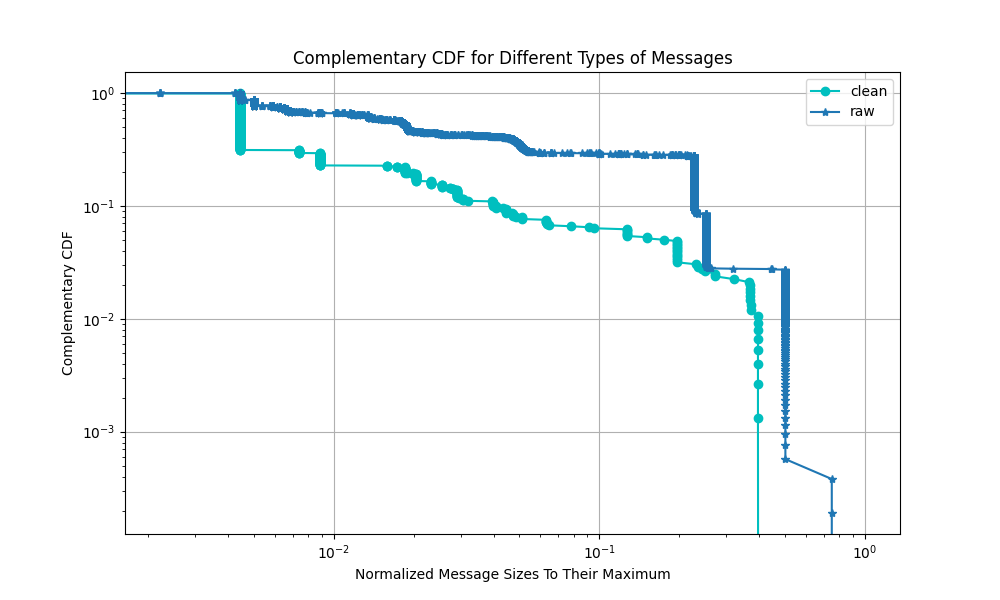 Complementary CDF for Different Types of Messages
clean
raw
10⁰
10⁻¹
10⁻²
10⁻³
Complementary CDF
10⁻²
10⁻¹
10⁰
Normalized Message Sizes To Their Maximum